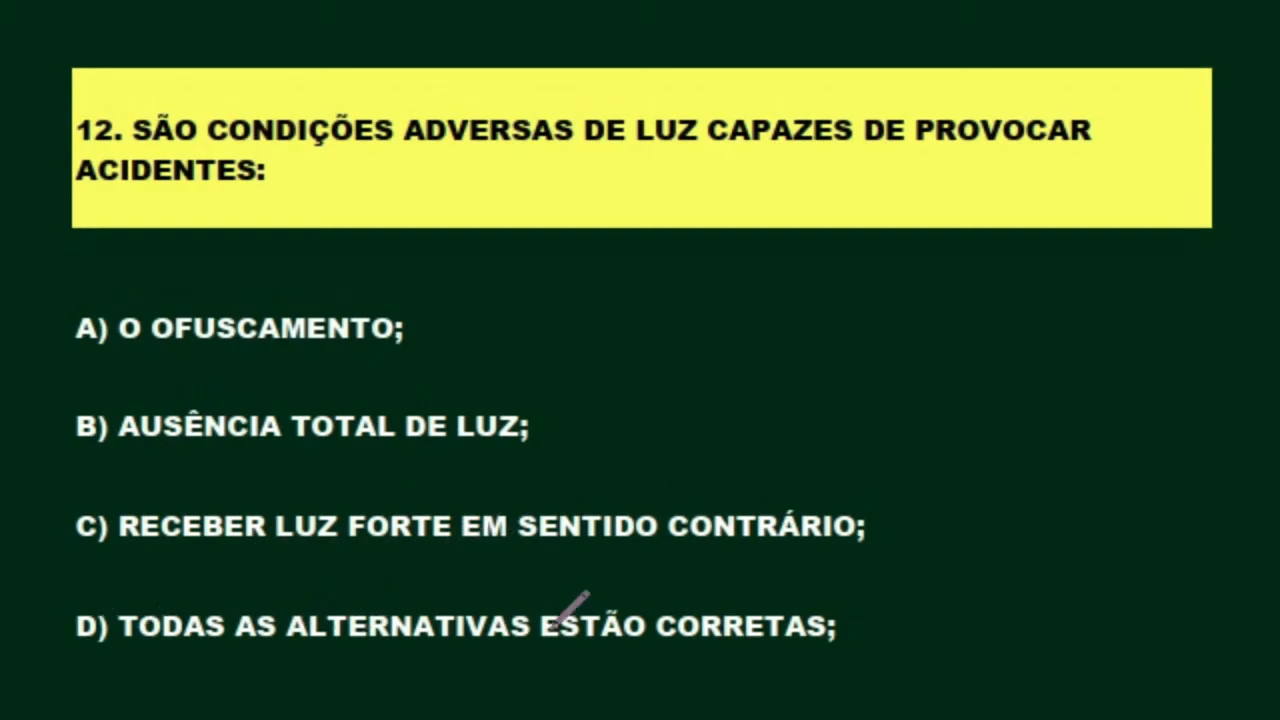 12. SÃO CONDIÇÕES ADVERSAS DE LUZ CAPAZES DE PROVOCAR
ACIDENTES:
A) O OFUSCAMENTO;
B) AUSÊNCIA TOTAL DE LUZ;
C) RECEBER LUZ FORTE EM SENTIDO CONTRÁRIO;
D) TODAS AS ALTERNATIVAS ESTÃO CORRETAS;